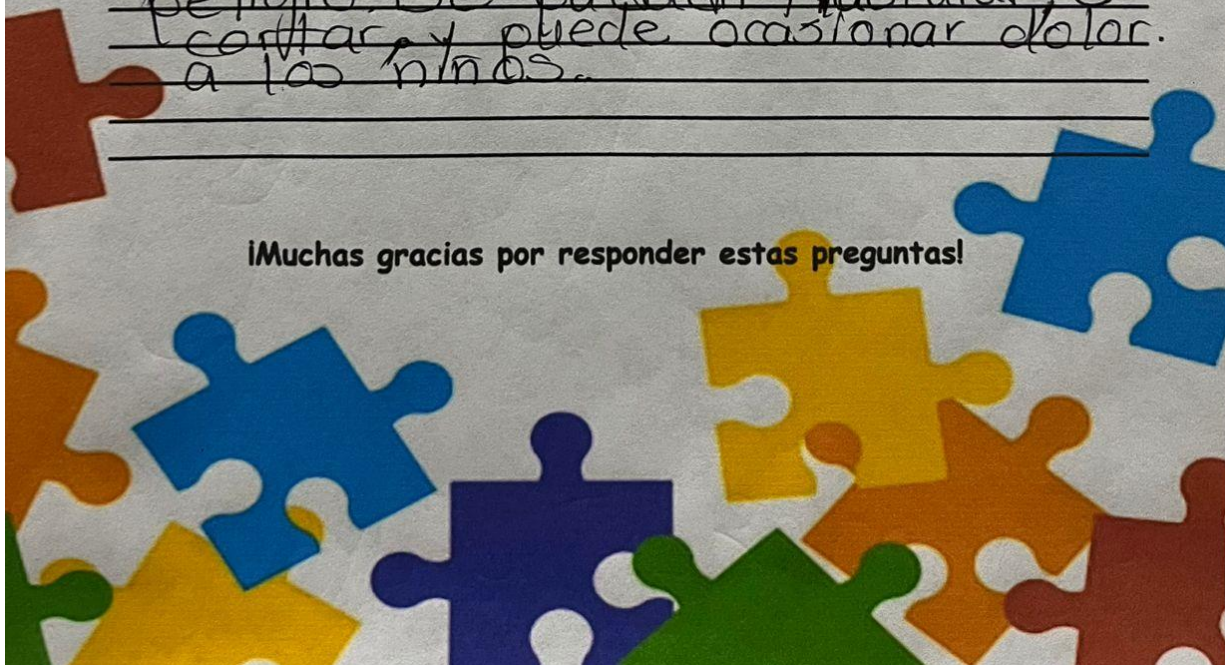 cortar, y puede ocasionar dolor.
a los niños.
¡Muchas gracias por responder estas preguntas!